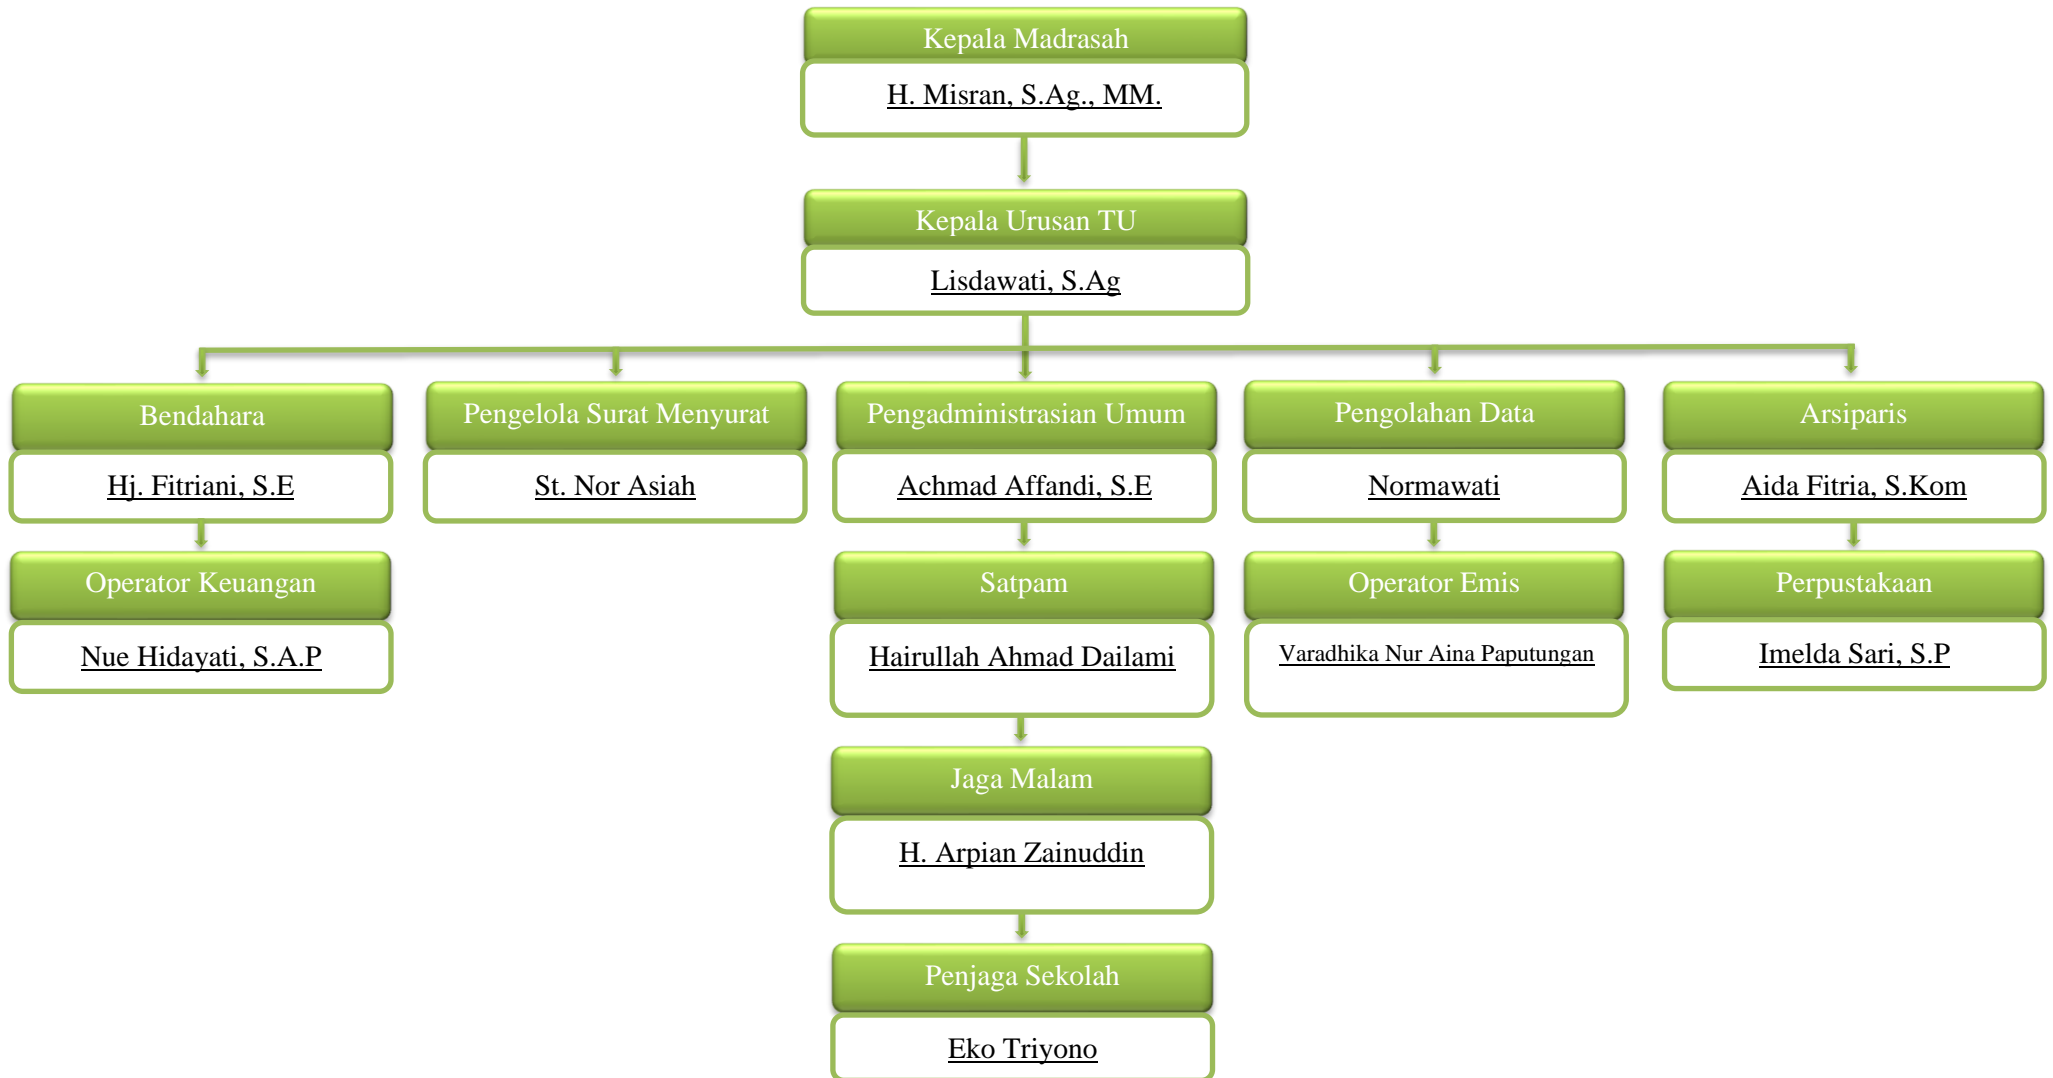 Kepala Madrasah
H. Misran, S.Ag., MM.
Kepala Urusan TU
Lisdawati, S.Ag
Bendahara
Hj. Fitriani, S.E
Operator Keuangan
Nue Hidayati, S.A.P
Pengelola Surat Menyurat
St. Nor Asiah
Pengadministrasian Umum
Achmad Affandi, S.E
Satpam
Hairullah Ahmad Dailami
Jaga Malam
H. Arpian Zainuddin
Penjaga Sekolah
Eko Triyono
Pengolahan Data
Normawati
Operator Emis
Varadhika Nur Aina Paputungan
Arsiparis
Aida Fitria, S.Kom
Perpustakaan
Imelda Sari, S.P